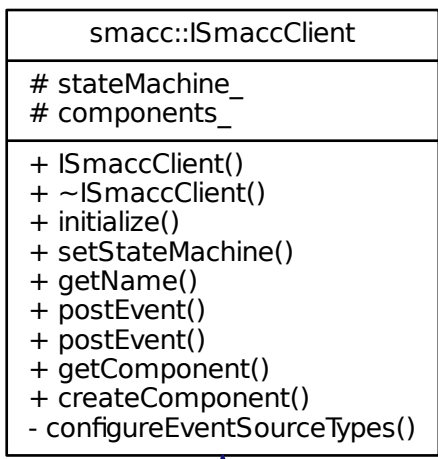 smacc::ISmaccClient
# stateMachine_
# components_
+ ISmaccClient()
+ ~ISmaccClient()
+ initialize()
+ setStateMachine()
+ getName()
+ postEvent()
+ postEvent()
+ getComponent()
+ createComponent()
- configureEventSourceTypes()